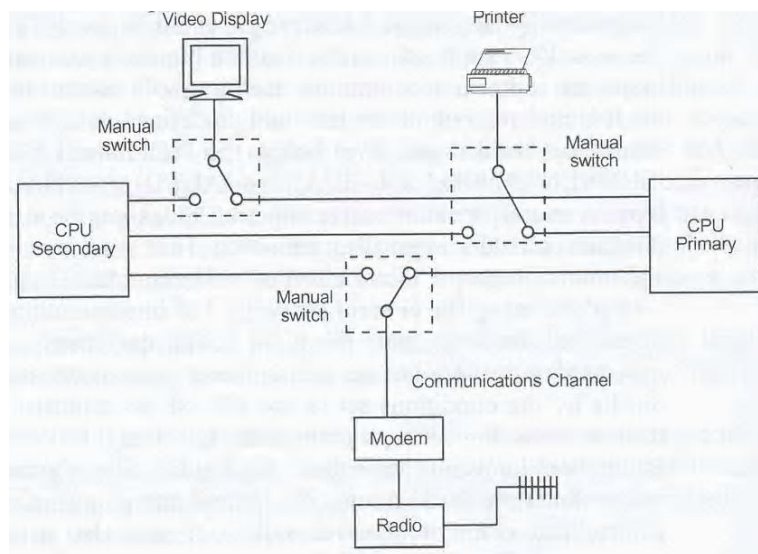 Video Display
Printer
Manual
switch
Manual
switch
CPU
Secondary
CPU
Primary
Manual
switch
Communications Channel
Modem
Radio